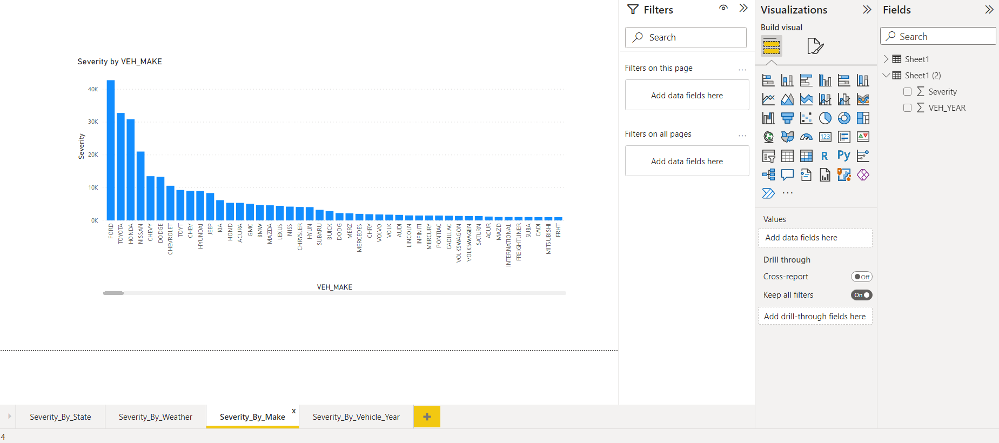 Severity by VEH_MAKE
Severity
40K
30K
20K
10K
0K
FORD
TOYOTA
HONDA
NISSAN
CHEVY
DODGE
CHEVROLET
TOYT
CHEV
HYUNDAI
JEEP
KIA
HOND
ACURA
GMC
BMW
MAZDA
LEXUS
NISS
CHRYSLER
HYUN
SUBARU
BUICK
DODG
MERZ
MERCEDES
CHRY
VOLVO
VOLK
AUDI
LINCOLN
INFINITI
MERCURY
PONTIAC
CADILLAC
VOLKSWAGON
VOLKSWAGEN
SATURN
ACUR
MAZD
INTERNATIONAL
FREIGHTLINER
SUBA
CADI
MITSUBISHI
FRHT
VEH_MAKE
Filters
Search
Filters on this page
...
Add data fields here
Filters on all pages
...
Add data fields here
Visualizations
Build visual
123
R
Py
...
Values
Add data fields here
Drill through
Cross-report
Off
Keep all filters
On
Add drill-through fields here
Fields
Search
Sheet1
Sheet1 (2)
∑ Severity
∑ VEH_YEAR
Severity_By_State
Severity_By_Weather
Severity_By_Make
x
Severity_By_Vehicle_Year
+
4